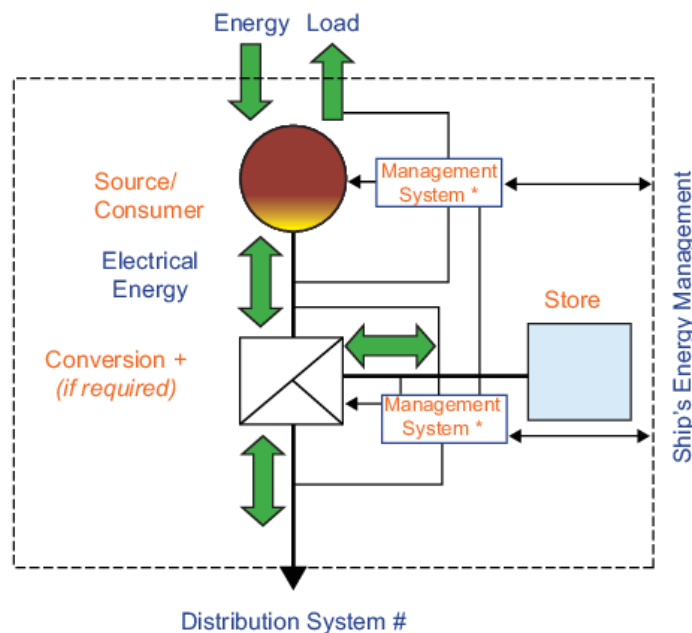 Energy Load
Source/
Consumer
Management
System *
Electrical
Energy
Store
Conversion +
(if required)
Management
System *
Ship's Energy Management
Distribution System #